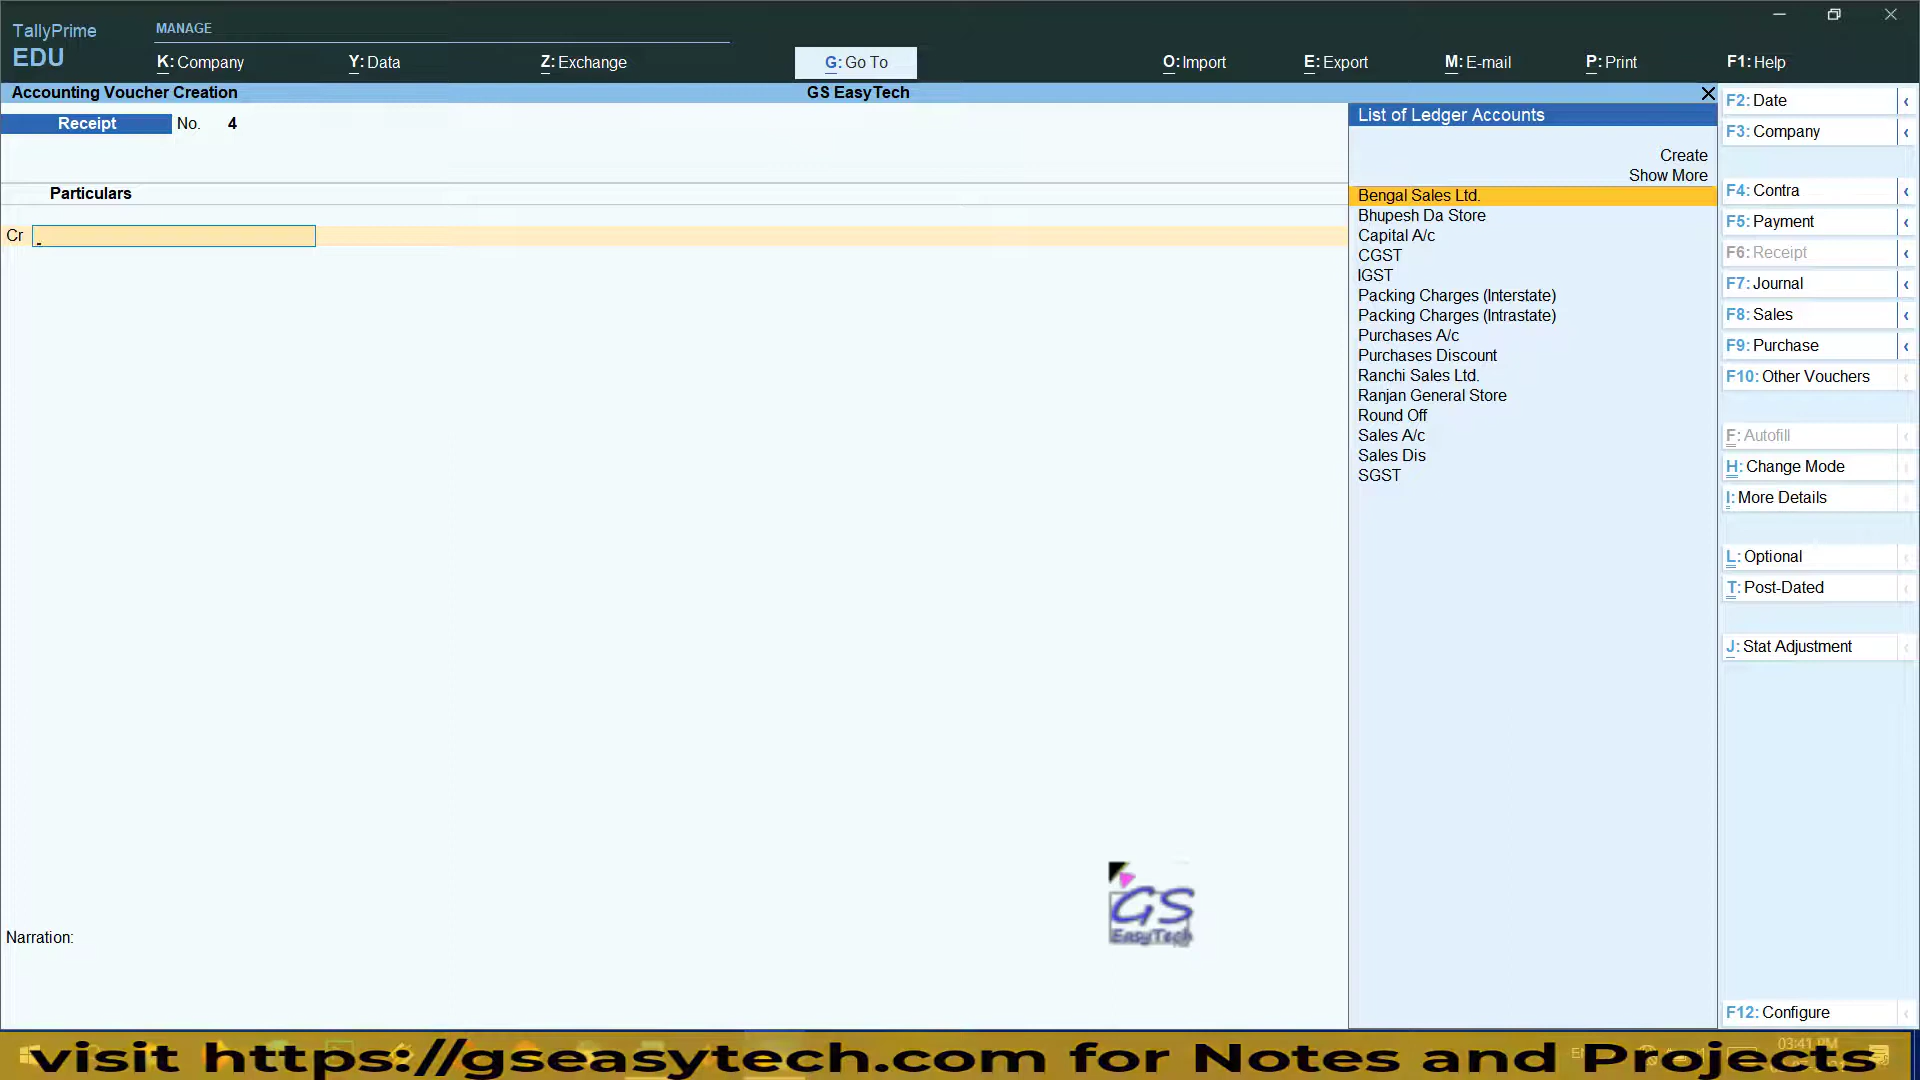 TallyPrime
EDU
MANAGE
K: Company
Y: Data
Z: Exchange
G: Go To
O: Import
E: Export
M: E-mail
P: Print
F1: Help
Accounting Voucher Creation
GS EasyTech
Receipt No. 4
Particulars
Cr
Narration:
List of Ledger Accounts
Create
Show More
Bengal Sales Ltd.
Bhupesh Da Store
Capital A/c
CGST
IGST
Packing Charges (Interstate)
Packing Charges (Intrastate)
Purchases A/c
Purchases Discount
Ranchi Sales Ltd.
Ranjan General Store
Round Off
Sales A/c
Sales Dis
SGST
F2: Date
F3: Company
F4: Contra
F5: Payment
F6: Receipt
F7: Journal
F8: Sales
F9: Purchase
F10: Other Vouchers
F: Autofill
H: Change Mode
I: More Details
L: Optional
T: Post-Dated
J: Stat Adjustment
F12: Configure
GS
EasyTech
visit https://gseasytech.com for Notes and Projects
03:41 PM